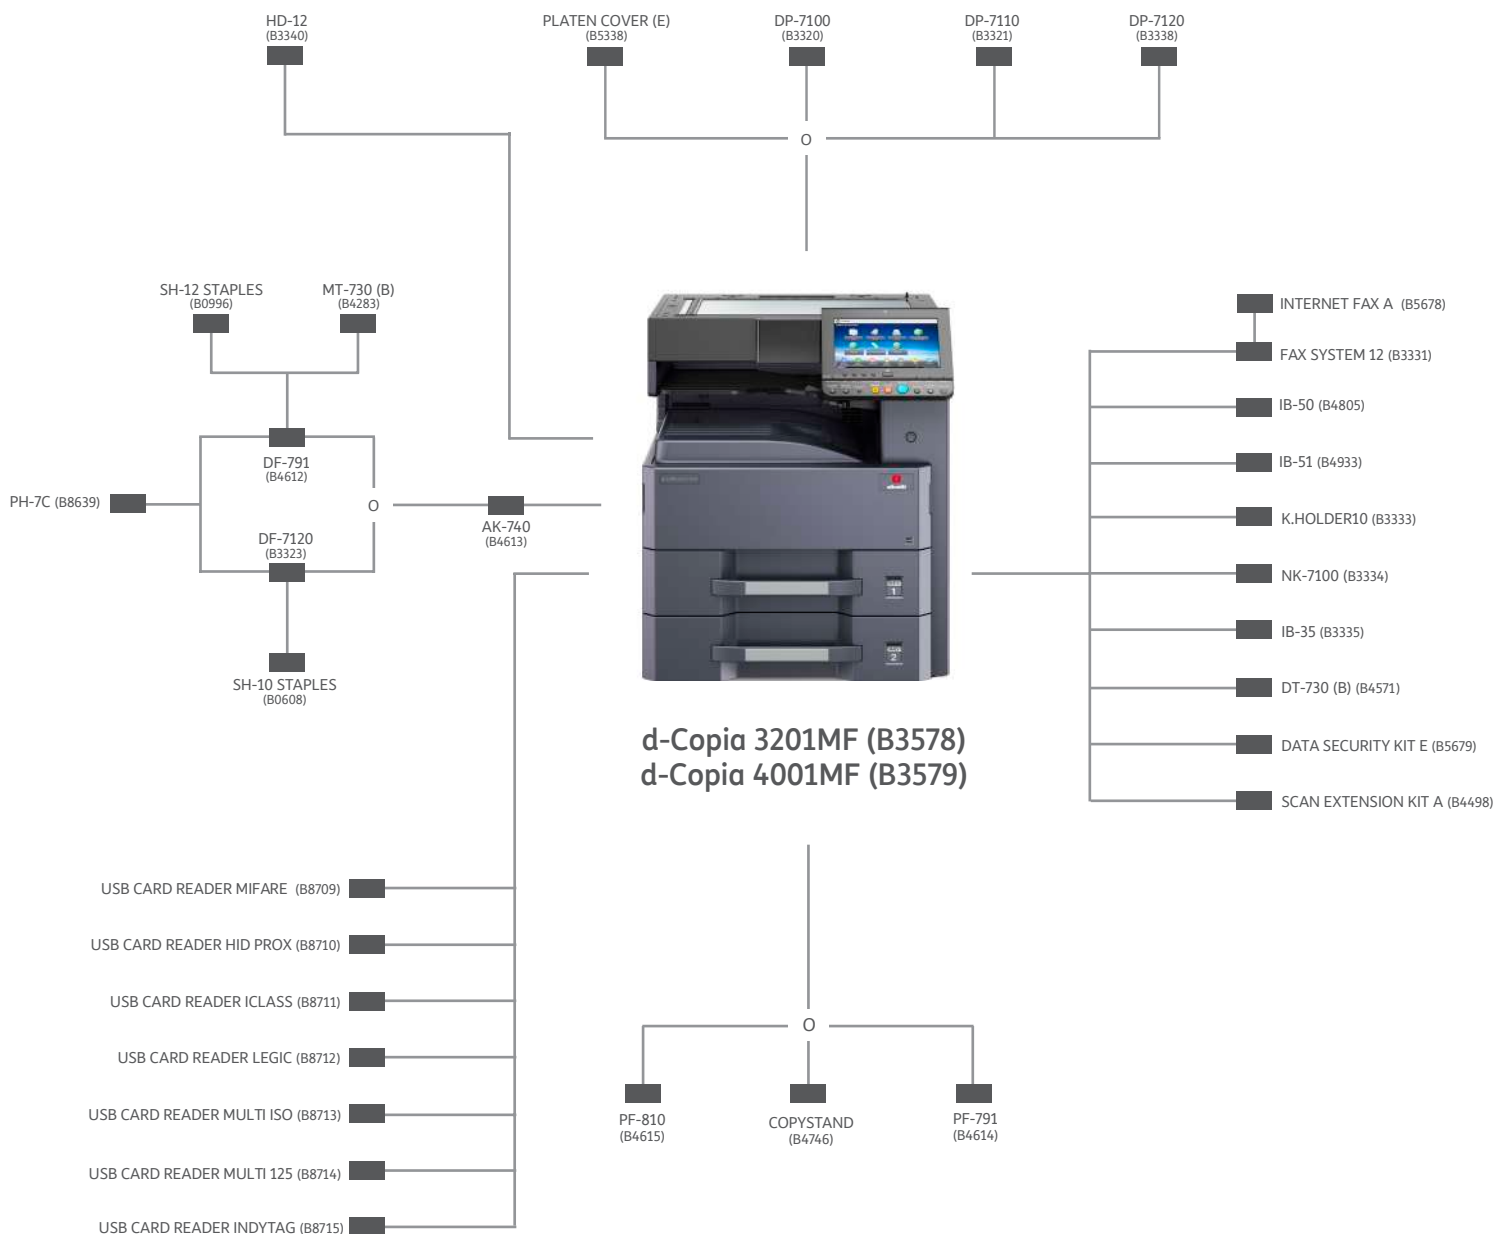 HD-12
(B3340)
PLATEN COVER (E)
(B5338)
DP-7100
(B3320)
DP-7110
(B3321)
DP-7120
(B3338)
O
SH-12 STAPLES
(B0996)
MT-730 (B)
(B4283)
DF-791
(B4612)
PH-7C (B8639)
O
AK-740
(B4613)
DF-7120
(B3323)
SH-10 STAPLES
(B0608)
INTERNET FAX A (B5678)
FAX SYSTEM 12 (B3331)
IB-50 (B4805)
IB-51 (B4933)
K.HOLDER10 (B3333)
NK-7100 (B3334)
IB-35 (B3335)
DT-730 (B) (B4571)
DATA SECURITY KIT E (B5679)
SCAN EXTENSION KIT A (B4498)
olivetti
1
2
d-Copia 3201MF (B3578)
d-Copia 4001MF (B3579)
USB CARD READER MIFARE (B8709)
USB CARD READER HID PROX (B8710)
USB CARD READER ICLASS (B8711)
USB CARD READER LEGIC (B8712)
USB CARD READER MULTI ISO (B8713)
USB CARD READER MULTI 125 (B8714)
USB CARD READER INDYTAG (B8715)
O
PF-810
(B4615)
COPYSTAND
(B4746)
PF-791
(B4614)